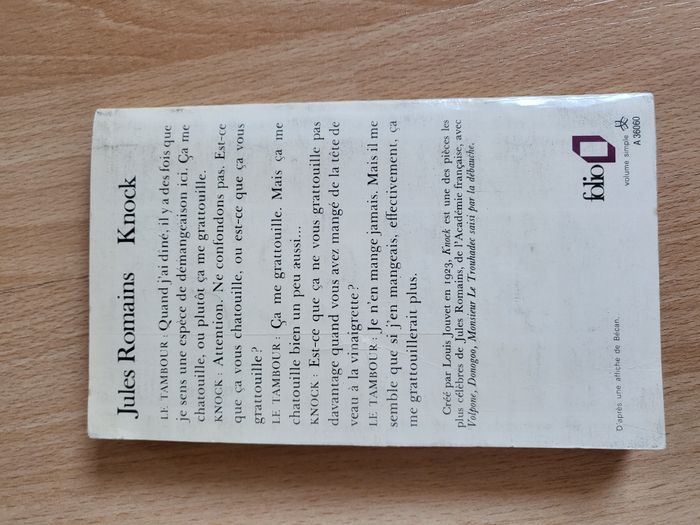 Jules Romains Knock
LE TAMBOUR : Quand j'ai dîné, il y a des fois que
je sens une espèce de démangeaison ici. Ça me
chatouille, ou plutôt ça me grattouille.
KNOCK : Attention. Ne confondons pas. Est-ce
que ça vous chatouille, ou est-ce que ça vous
grattouille ?
LE TAMBOUR : Ça me grattouille. Mais ça me
chatouille bien un peu aussi...
KNOCK : Est-ce que ça ne vous grattouille pas
davantage quand vous avez mangé de la tête de
veau à la vinaigrette ?
LE TAMBOUR : Je n'en mange jamais. Mais il me
semble que si j'en mangeais, effectivement, ça
me grattouillerait plus.
Créé par Louis Jouvet en 1923, Knock est une des pièces les
plus célèbres de Jules Romains, de l'Académie française, avec
Volpone, Donogoo, Monsieur Le Trouhadec saisi par la débauche.
D'après une affiche de Bécan.
folio
volume simple
A 36060